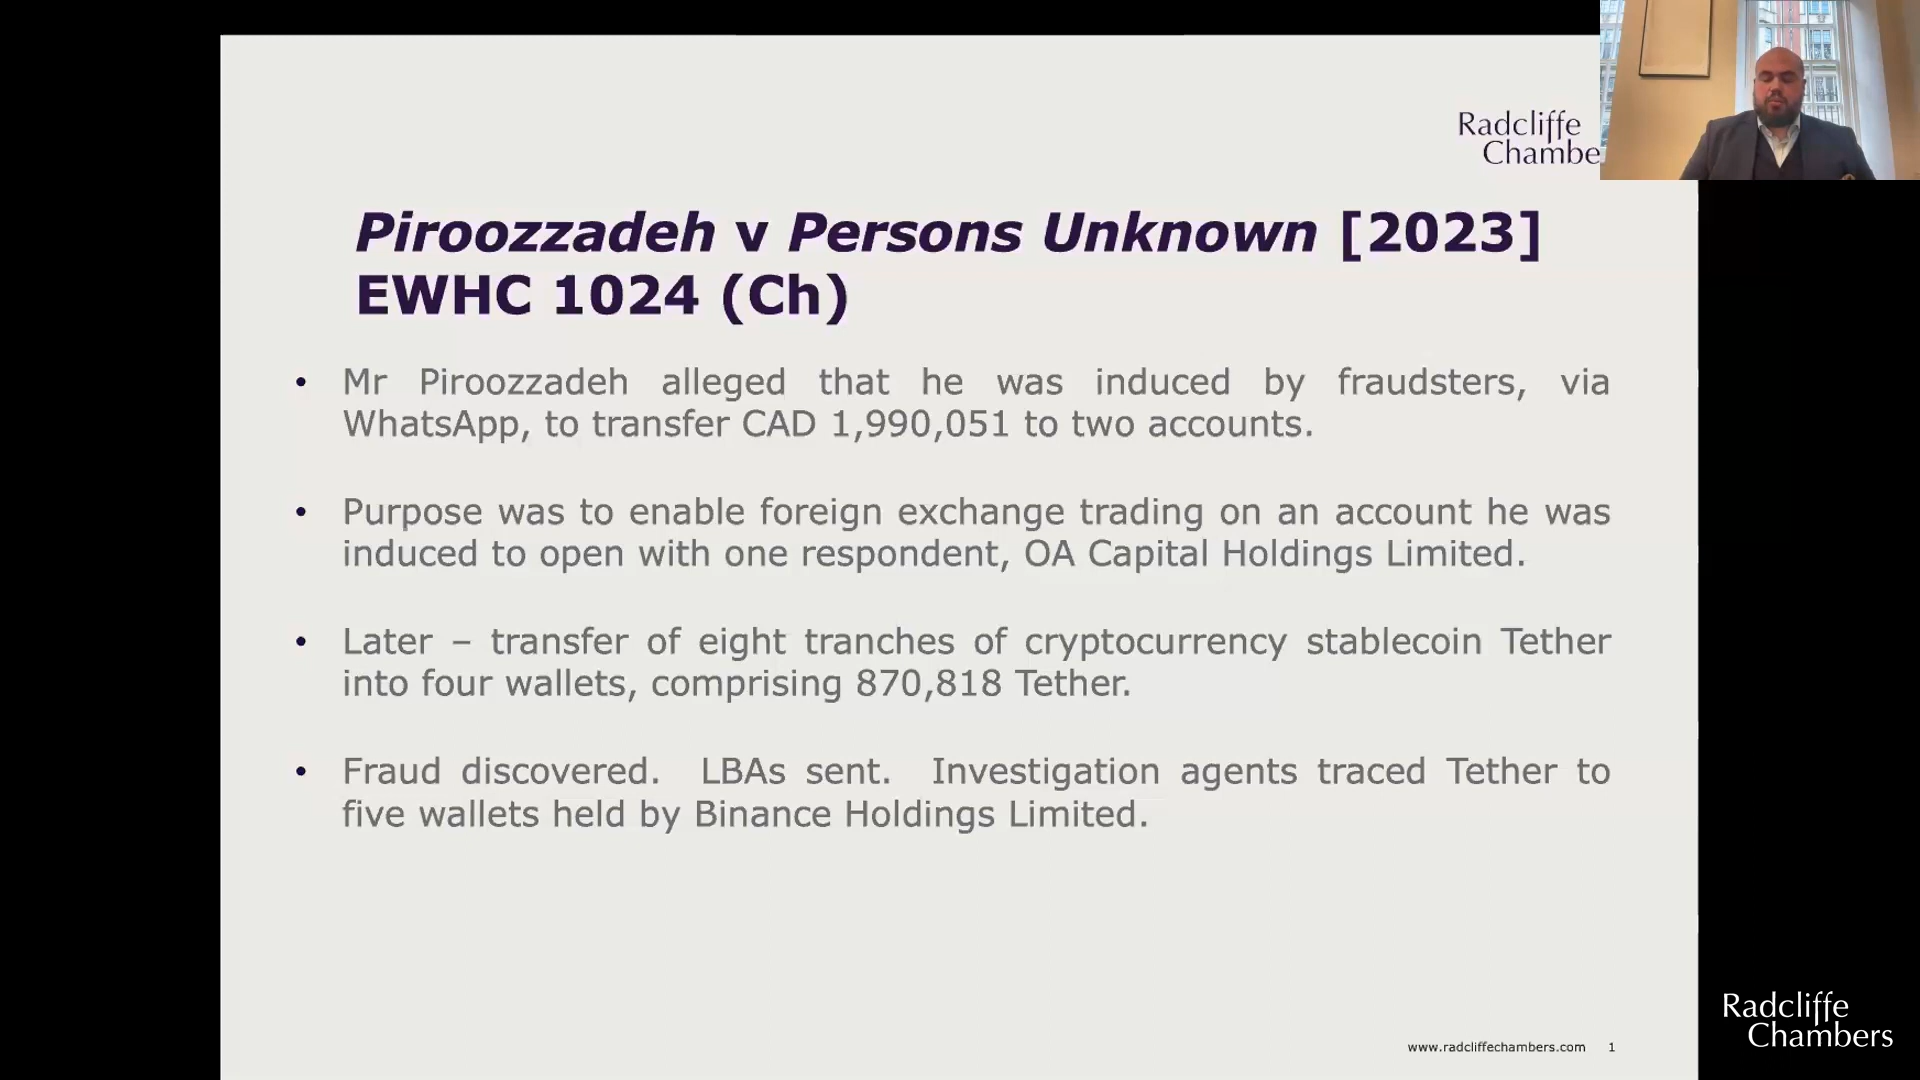 Radcliffe
Chambe
Piroozzadeh v Persons Unknown [2023]
EWHC 1024 (Ch)
• Mr Piroozzadeh alleged that he was induced by fraudsters, via
WhatsApp, to transfer CAD 1,990,051 to two accounts.
• Purpose was to enable foreign exchange trading on an account he was
induced to open with one respondent, OA Capital Holdings Limited.
• Later – transfer of eight tranches of cryptocurrency stablecoin Tether
into four wallets, comprising 870,818 Tether.
• Fraud discovered. LBAs sent. Investigation agents traced Tether to
five wallets held by Binance Holdings Limited.
www.radcliffechambers.com 1
Radcliffe
Chambers